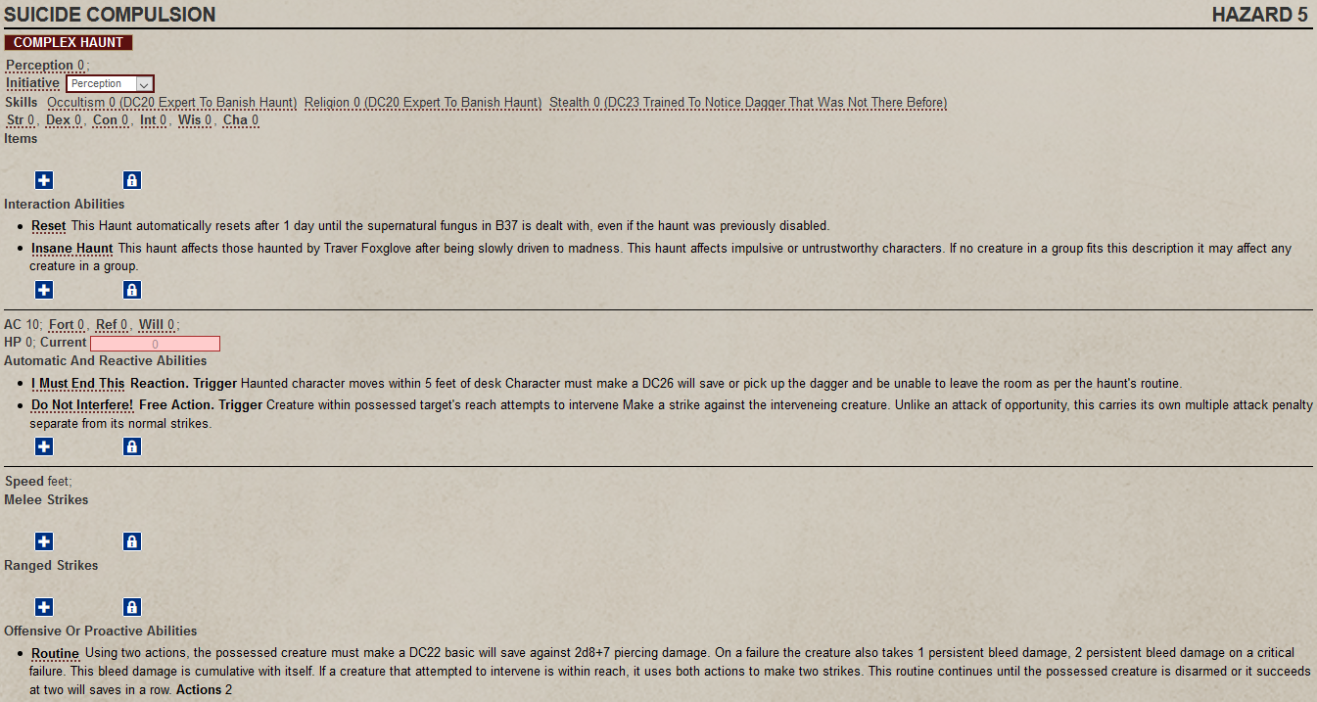 SUICIDE COMPULSION HAZARD 5
COMPLEX HAUNT
Perception 0;
Initiative Perception
Skills Occultism 0 (DC20 Expert To Banish Haunt) Religion 0 (DC20 Expert To Banish Haunt) Stealth 0 (DC23 Trained To Notice Dagger That Was Not There Before)
Str 0, Dex 0, Con 0, Int 0, Wis 0, Cha 0
Items
Interaction Abilities
• Reset This Haunt automatically resets after 1 day until the supernatural fungus in B37 is dealt with, even if the haunt was previously disabled.
• Insane Haunt This haunt affects those haunted by Traver Foxglove after being slowly driven to madness. This haunt affects impulsive or untrustworthy characters. If no creature in a group fits this description it may affect any
creature in a group.
AC 10; Fort 0, Ref 0, Will 0;
HP 0; Current 0
Automatic And Reactive Abilities
• I Must End This Reaction. Trigger Haunted character moves within 5 feet of desk Character must make a DC26 will save or pick up the dagger and be unable to leave the room as per the haunt's routine.
• Do Not Interfere! Free Action. Trigger Creature within possessed target's reach attempts to intervene Make a strike against the interveneing creature. Unlike an attack of opportunity, this carries its own multiple attack penalty
separate from its normal strikes.
Speed feet;
Melee Strikes
Ranged Strikes
Offensive Or Proactive Abilities
• Routine Using two actions, the possessed creature must make a DC22 basic will save against 2d8+7 piercing damage. On a failure the creature also takes 1 persistent bleed damage, 2 persistent bleed damage on a critical
failure. This bleed damage is cumulative with itself. If a creature that attempted to intervene is within reach, it uses both actions to make two strikes. This routine continues until the possessed creature is disarmed or it succeeds
at two will saves in a row. Actions 2